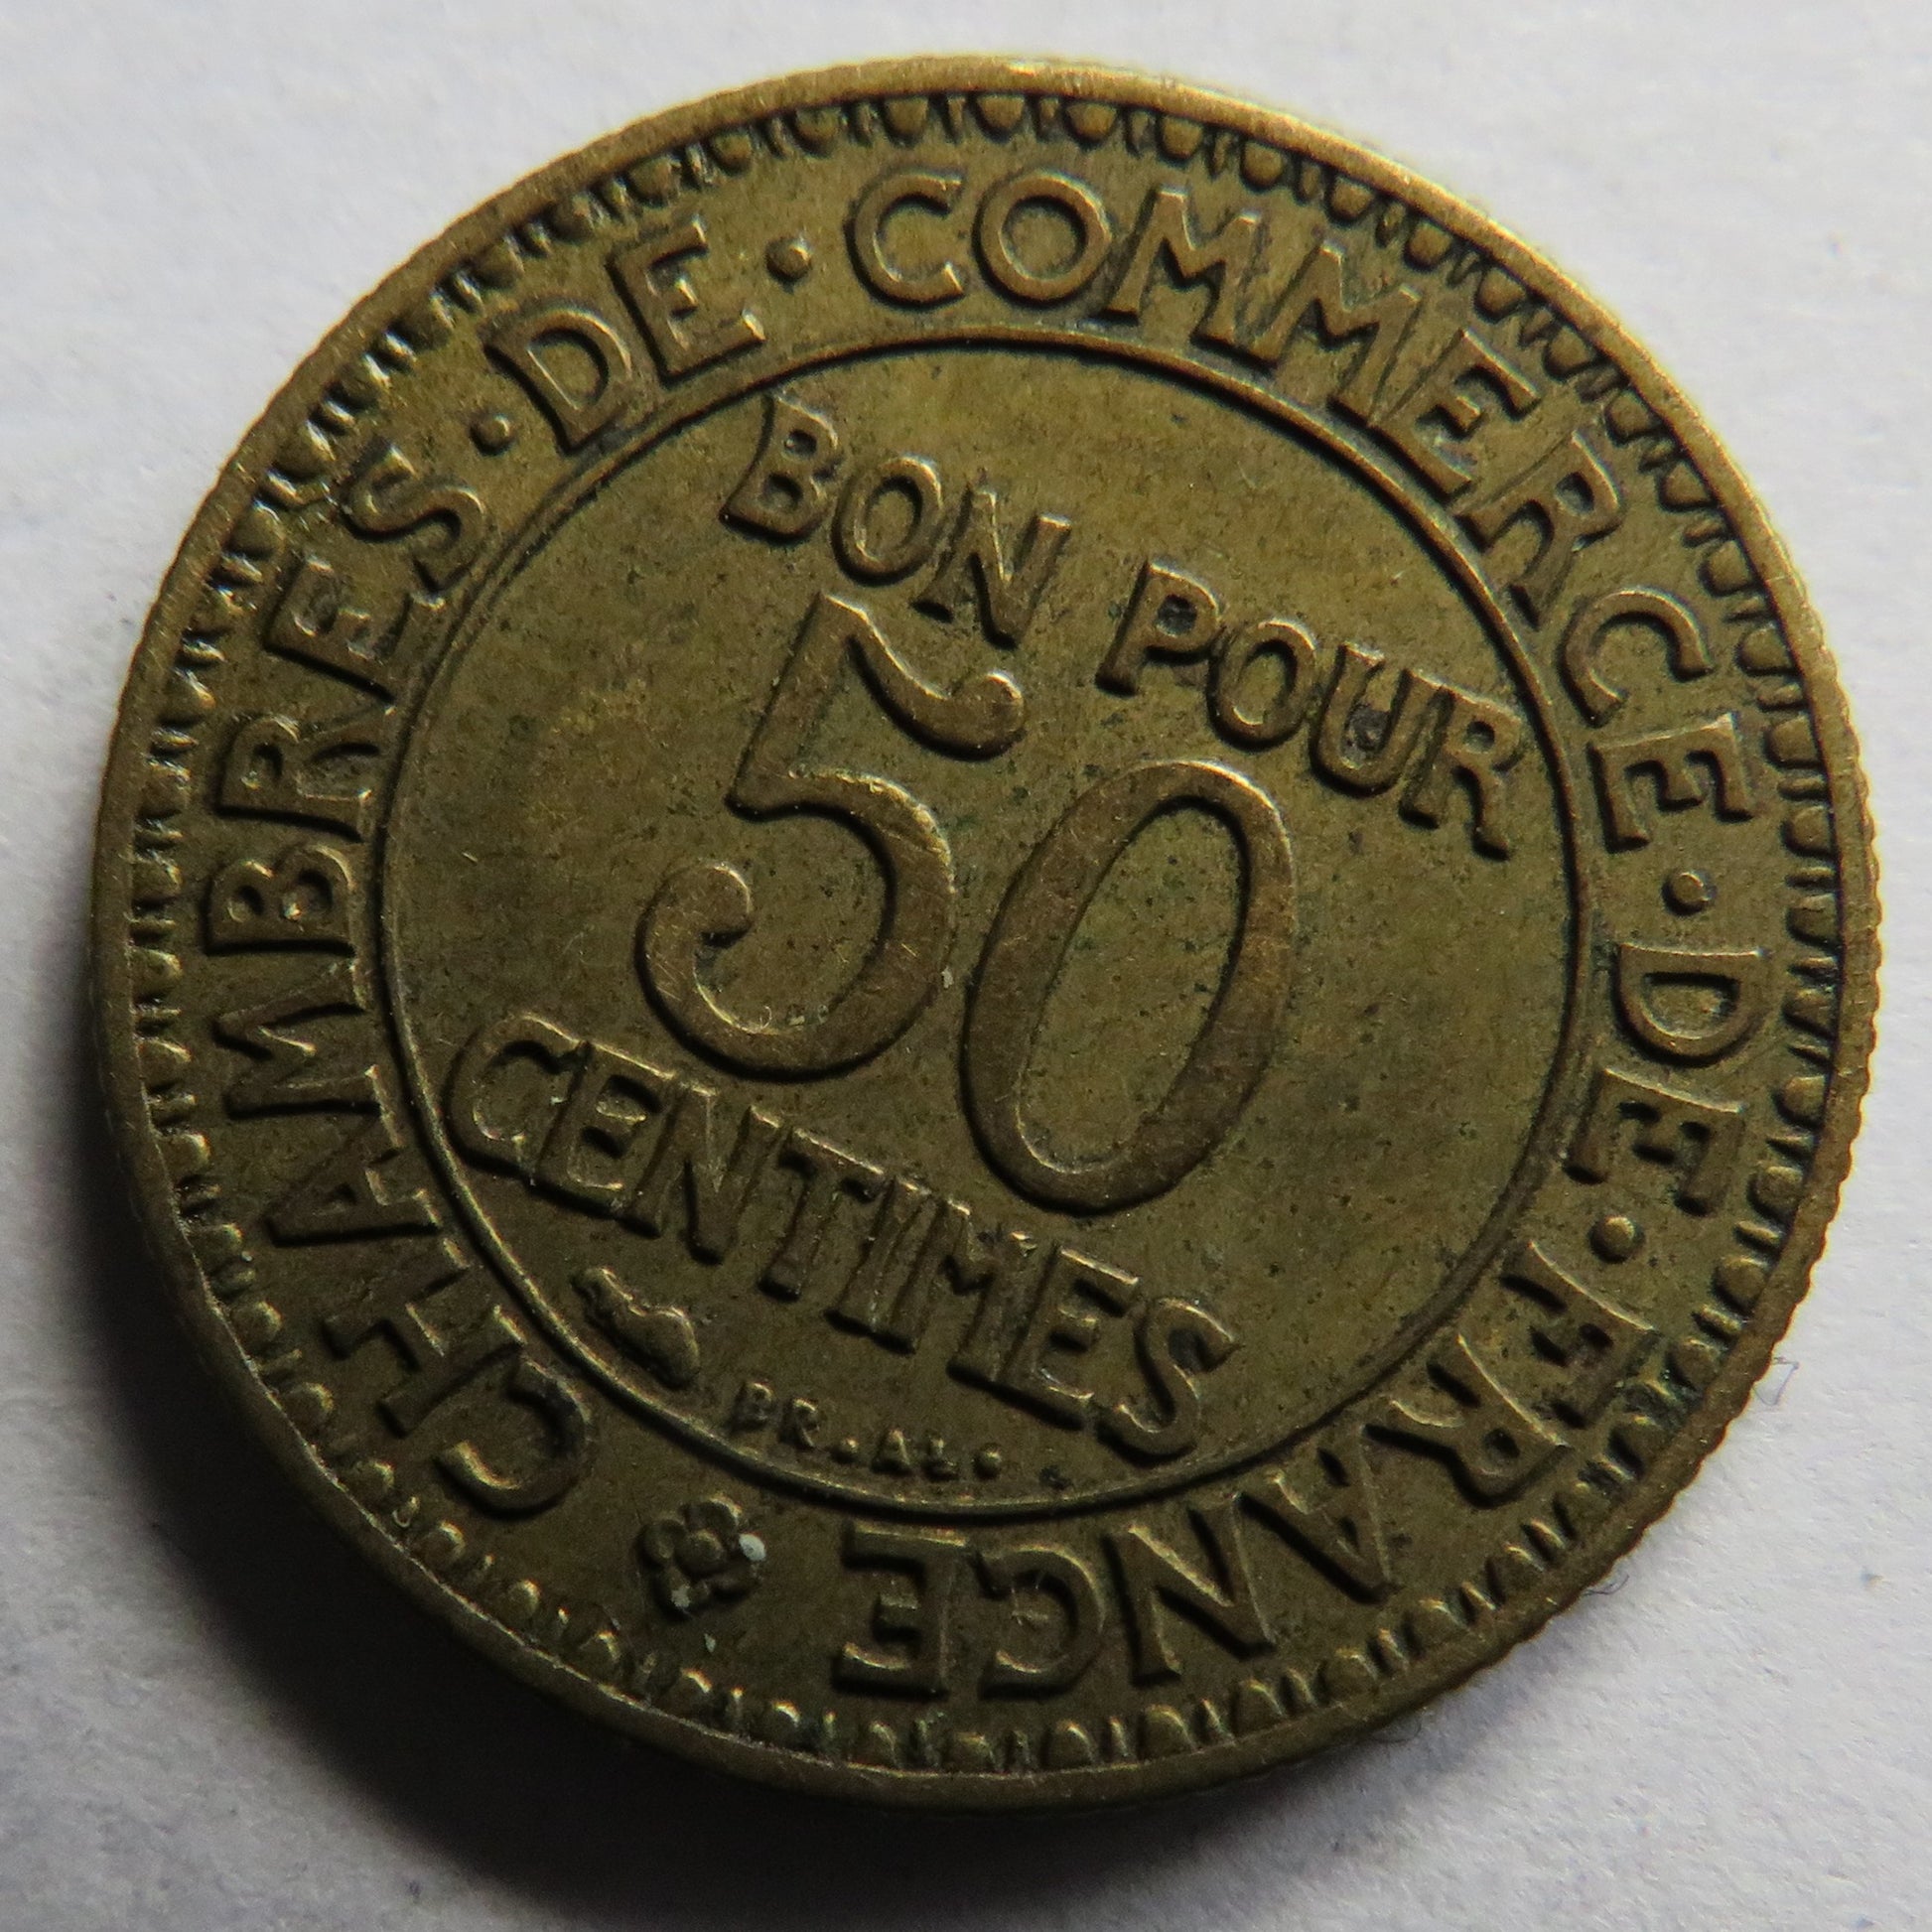 CHAMBRES·DE·COMMERCE·DE·FRANCE
BON POUR
50
CENTIMES
BR.AL.